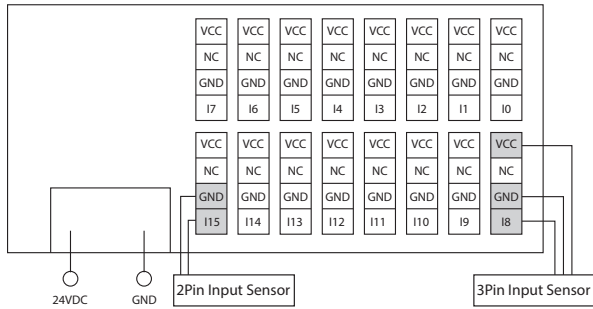 VCC VCC VCC VCC VCC VCC VCC VCC
NC NC NC NC NC NC NC NC
GND GND GND GND GND GND GND GND
I7 I6 I5 I4 I3 I2 I1 I0
VCC VCC VCC VCC VCC VCC VCC VCC
NC NC NC NC NC NC NC NC
GND GND GND GND GND GND GND GND
I15 I14 I13 I12 I11 I10 I9 I8
24VDC GND 2Pin Input Sensor 3Pin Input Sensor